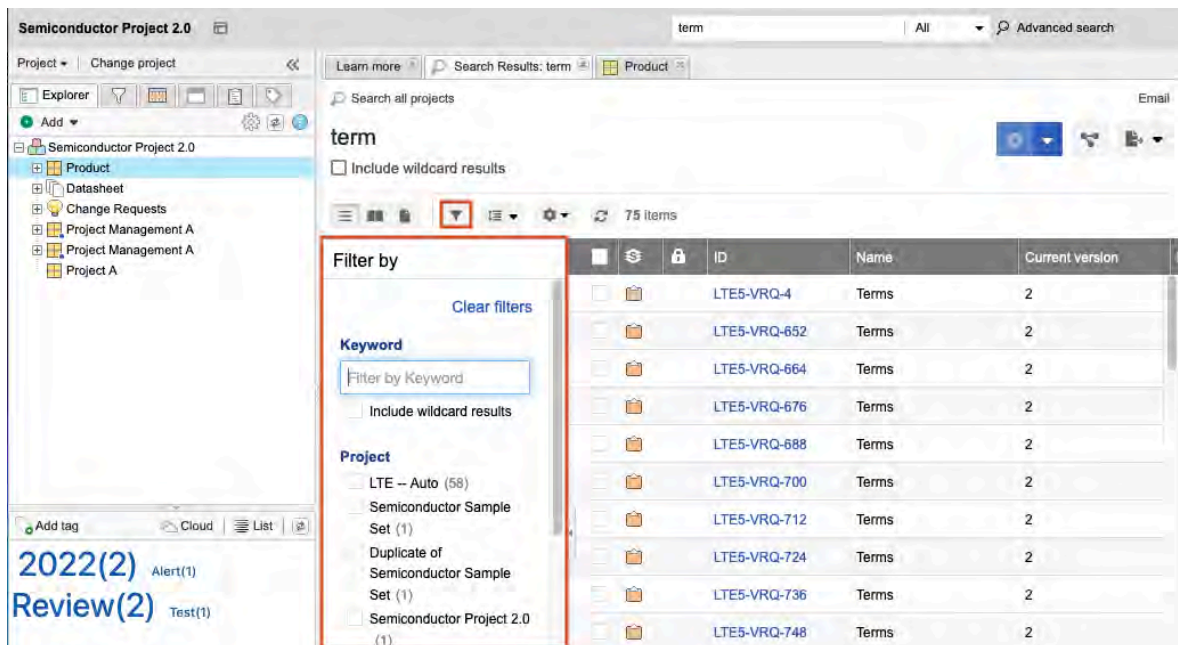 Semiconductor Project 2.0
term
All
Advanced search
Project
Change project
Learn more
Search Results: term
Product
Explorer
Search all projects
Email
Add
term
Include wildcard results
75 items
Semiconductor Project 2.0
Product
Datasheet
Change Requests
Project Management A
Project Management A
Project A
Filter by
Clear filters
Keyword
Filter by Keyword
Include wildcard results
Project
LTE -- Auto (58)
Semiconductor Sample
Set (1)
Duplicate of
Semiconductor Sample
Set (1)
Semiconductor Project 2.0
(1)
ID Name Current version
LTE5-VRQ-4 Terms 2
LTE5-VRQ-652 Terms 2
LTE5-VRQ-664 Terms 2
LTE5-VRQ-676 Terms 2
LTE5-VRQ-688 Terms 2
LTE5-VRQ-700 Terms 2
LTE5-VRQ-712 Terms 2
LTE5-VRQ-724 Terms 2
LTE5-VRQ-736 Terms 2
LTE5-VRQ-748 Terms 2
Add tag
Cloud
List
2022(2) Alert(1)
Review(2) Test(1)